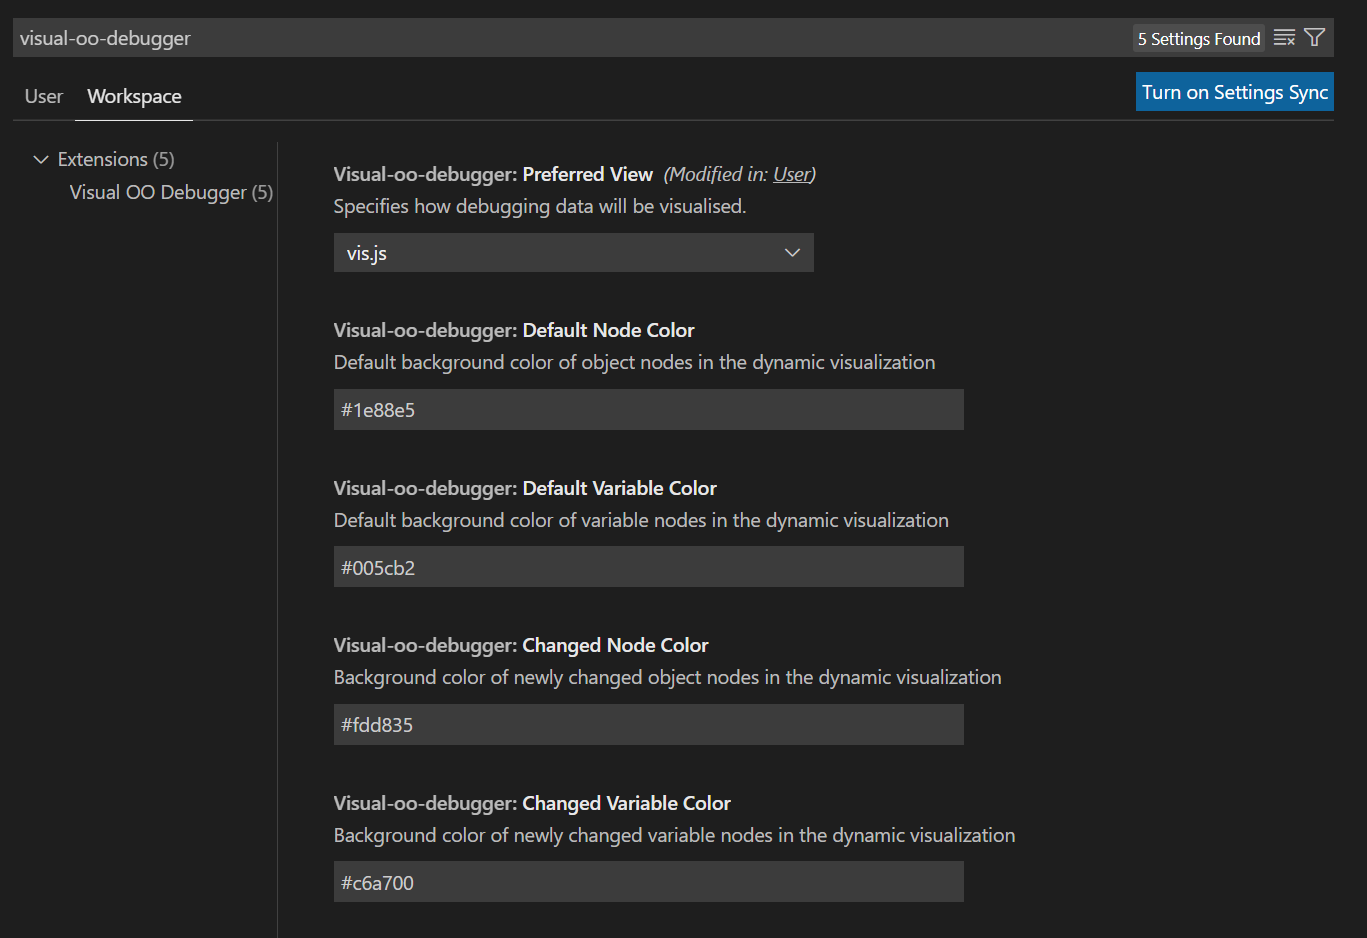 visual-oo-debugger
5 Settings Found
User
Workspace
Turn on Settings Sync
Extensions (5)
Visual OO Debugger (5)
Visual-oo-debugger: Preferred View (Modified in: User)
Specifies how debugging data will be visualised.
vis.js
Visual-oo-debugger: Default Node Color
Default background color of object nodes in the dynamic visualization
#1e88e5
Visual-oo-debugger: Default Variable Color
Default background color of variable nodes in the dynamic visualization
#005cb2
Visual-oo-debugger: Changed Node Color
Background color of newly changed object nodes in the dynamic visualization
#fdd835
Visual-oo-debugger: Changed Variable Color
Background color of newly changed variable nodes in the dynamic visualization
#c6a700